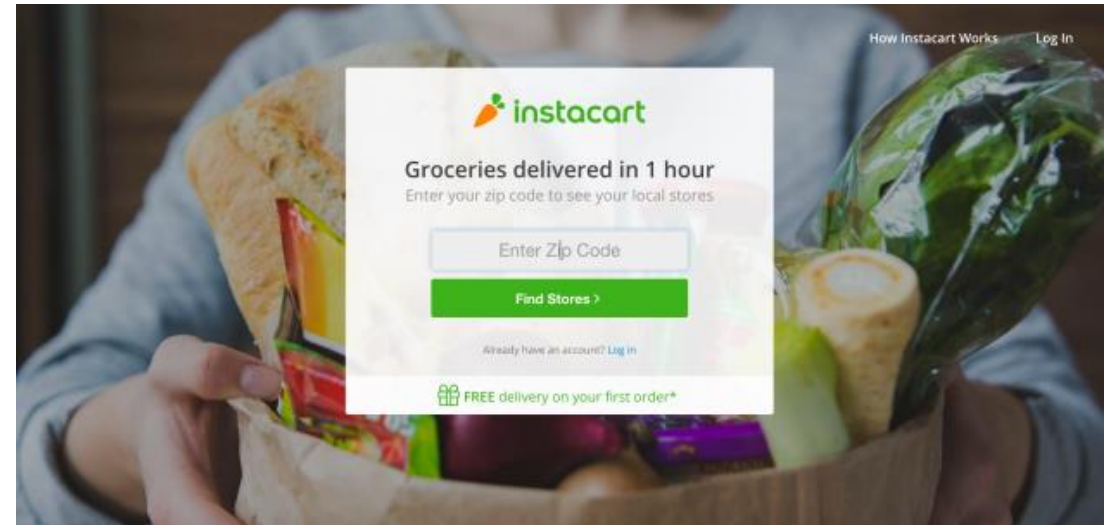 How Instacart Works Log In
instacart
Groceries delivered in 1 hour
Enter your zip code to see your local stores
Enter Zip Code
Find Stores >
Already have an account? Log in
FREE delivery on your first order*